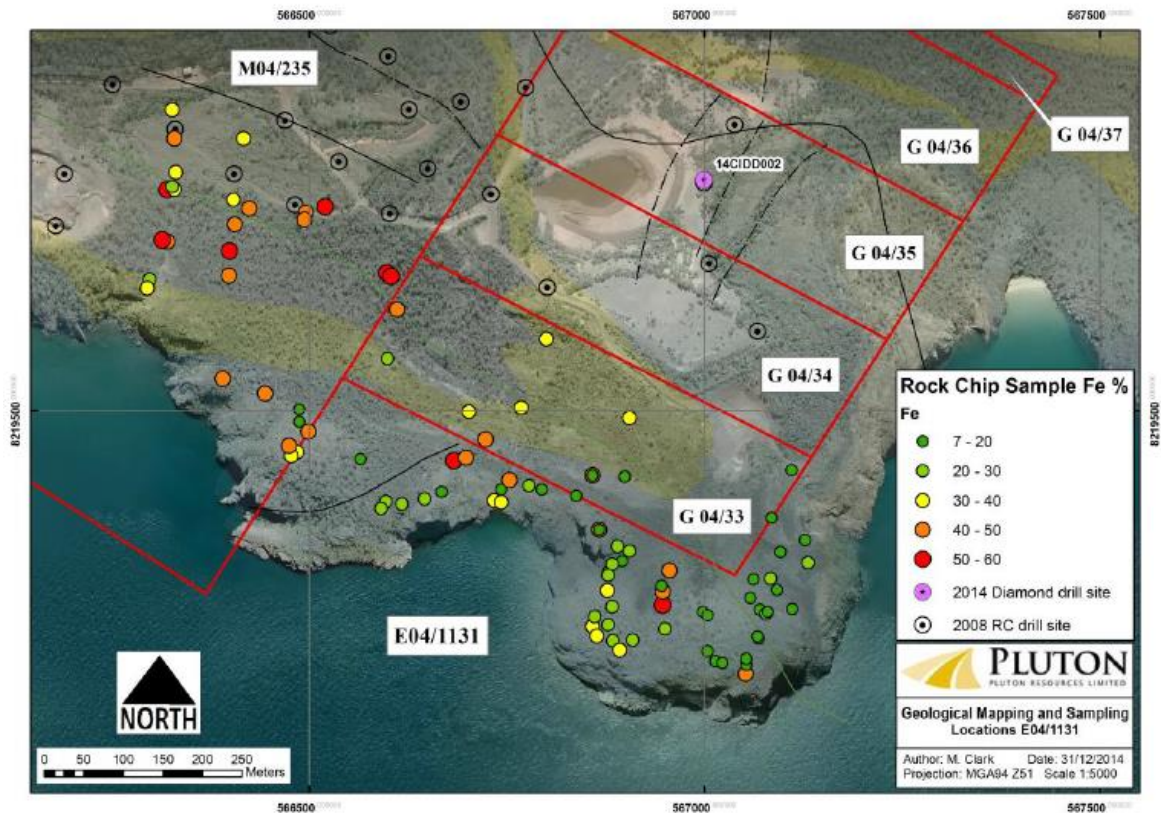 566500
567000
567500
M04/235
G 04/37
G 04/36
14CIDD002
G 04/35
G 04/34
8219500
8219500
Rock Chip Sample Fe %
Fe
7 - 20
20 - 30
30 - 40
40 - 50
50 - 60
2014 Diamond drill site
2008 RC drill site
G 04/33
E04/1131
PLUTON
PLUTON RESOURCES LIMITED
NORTH
Geological Mapping and Sampling
Locations E04/1131
0 50 100 150 200 250
Meters
Author: M. Clark Date: 31/12/2014
Projection: MGA94 Z51 Scale 1:5000
566500
567000
567500